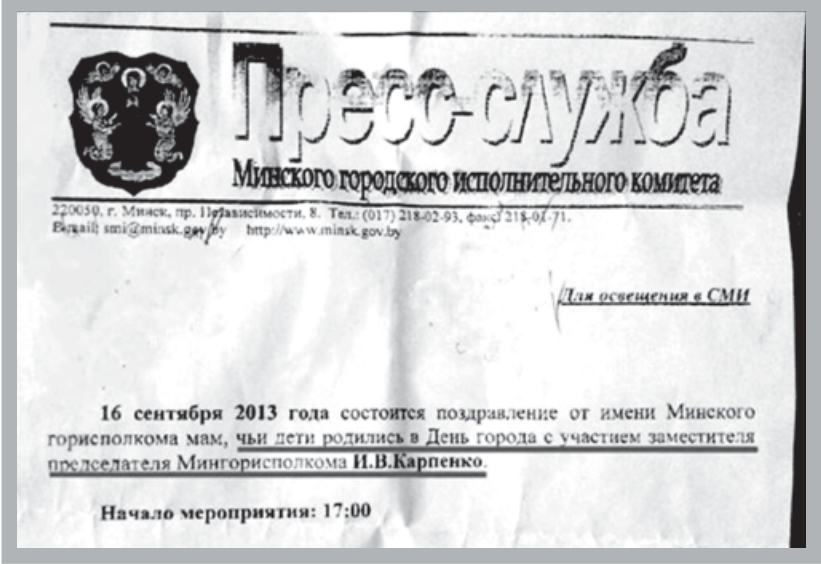 Пресс-служба
Минского городского исполнительного комитета
220050, г. Минск, пр. Независимости, 8. Тел.: (017) 218-02-93, факс 218-01-71.
E-mail: smi@minsk.gov.by http://www.minsk.gov.by
Для освещения в СМИ
16 сентября 2013 года состоится поздравление от имени Минского
горисполкома мам, чьи дети родились в День города с участием заместителя
председателя Мингорисполкома И.В.Карпенко.
Начало мероприятия: 17:00